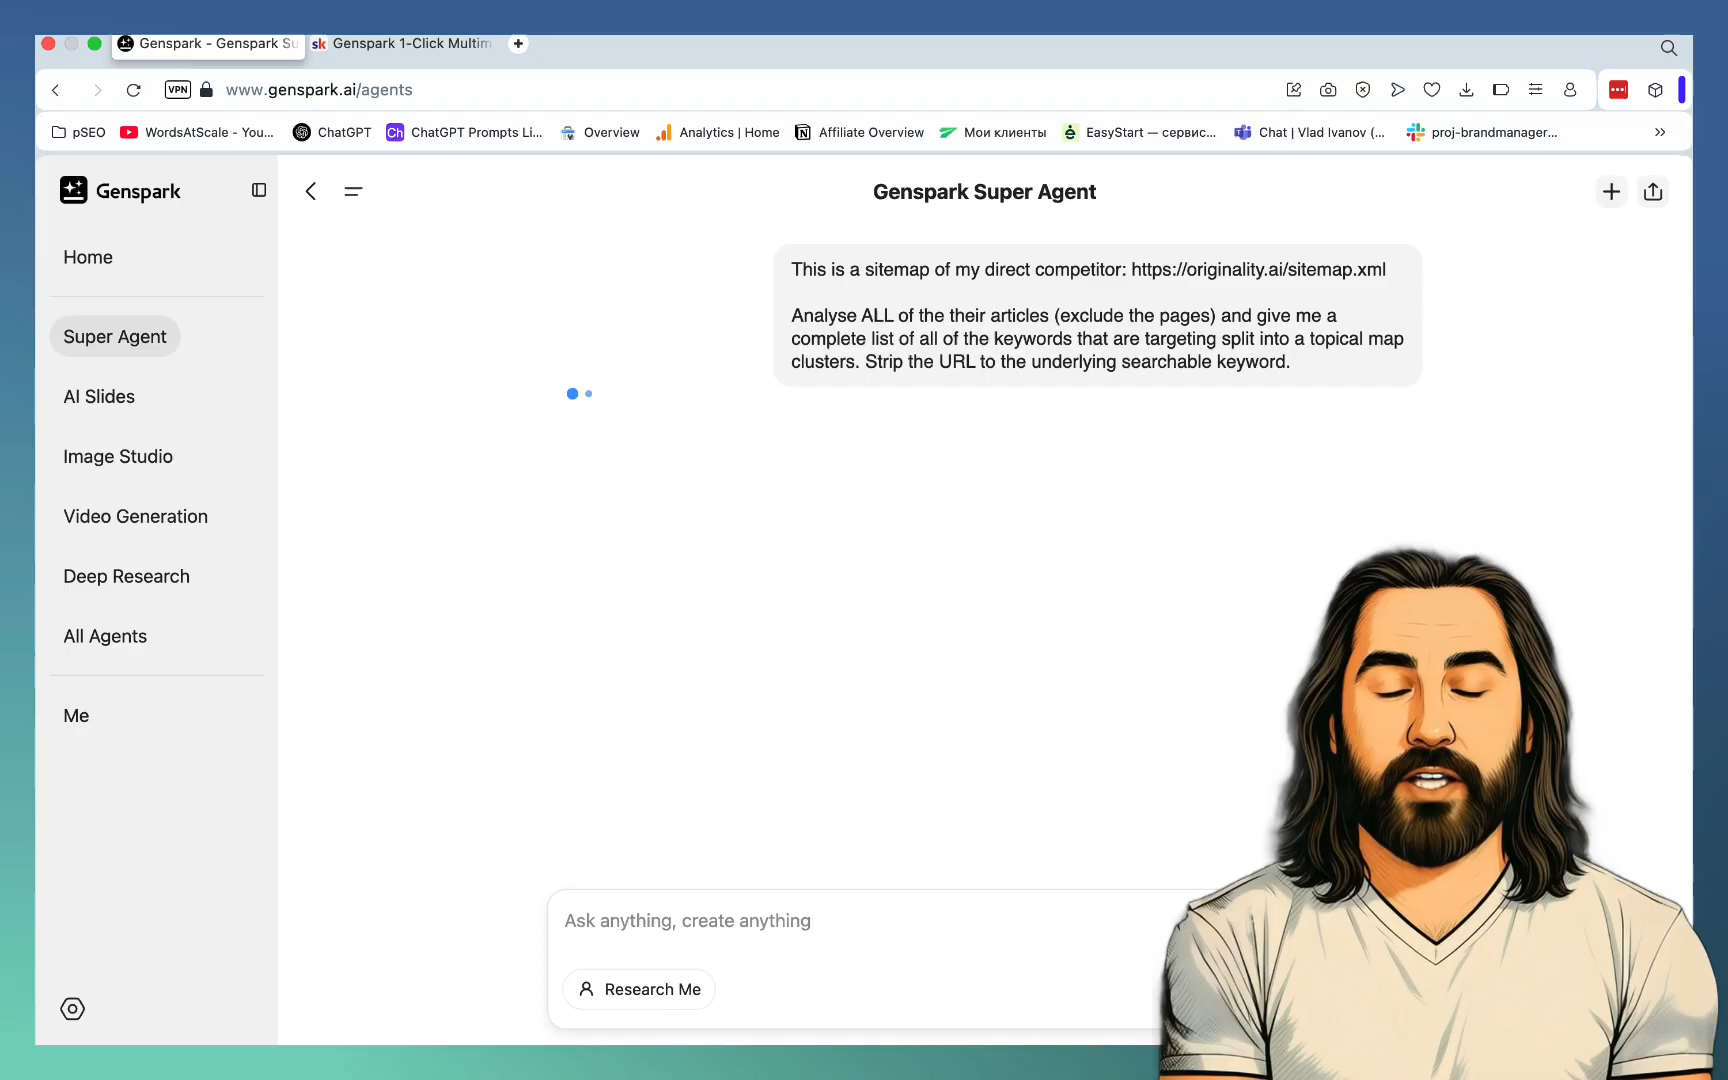 Genspark - Genspark Su
sk Genspark 1-Click Multim
VPN www.genspark.ai/agents
pSEO WordsAtScale - You... ChatGPT Ch ChatGPT Prompts Li... Overview Analytics | Home Affiliate Overview Мои клиенты EasyStart — сервис... Chat | Vlad Ivanov (... proj-brandmanager...
Genspark
Genspark Super Agent
Home
Super Agent
AI Slides
Image Studio
Video Generation
Deep Research
All Agents
Me
This is a sitemap of my direct competitor: https://originality.ai/sitemap.xml
Analyse ALL of the their articles (exclude the pages) and give me a
complete list of all of the keywords that are targeting split into a topical map
clusters. Strip the URL to the underlying searchable keyword.
Ask anything, create anything
Research Me